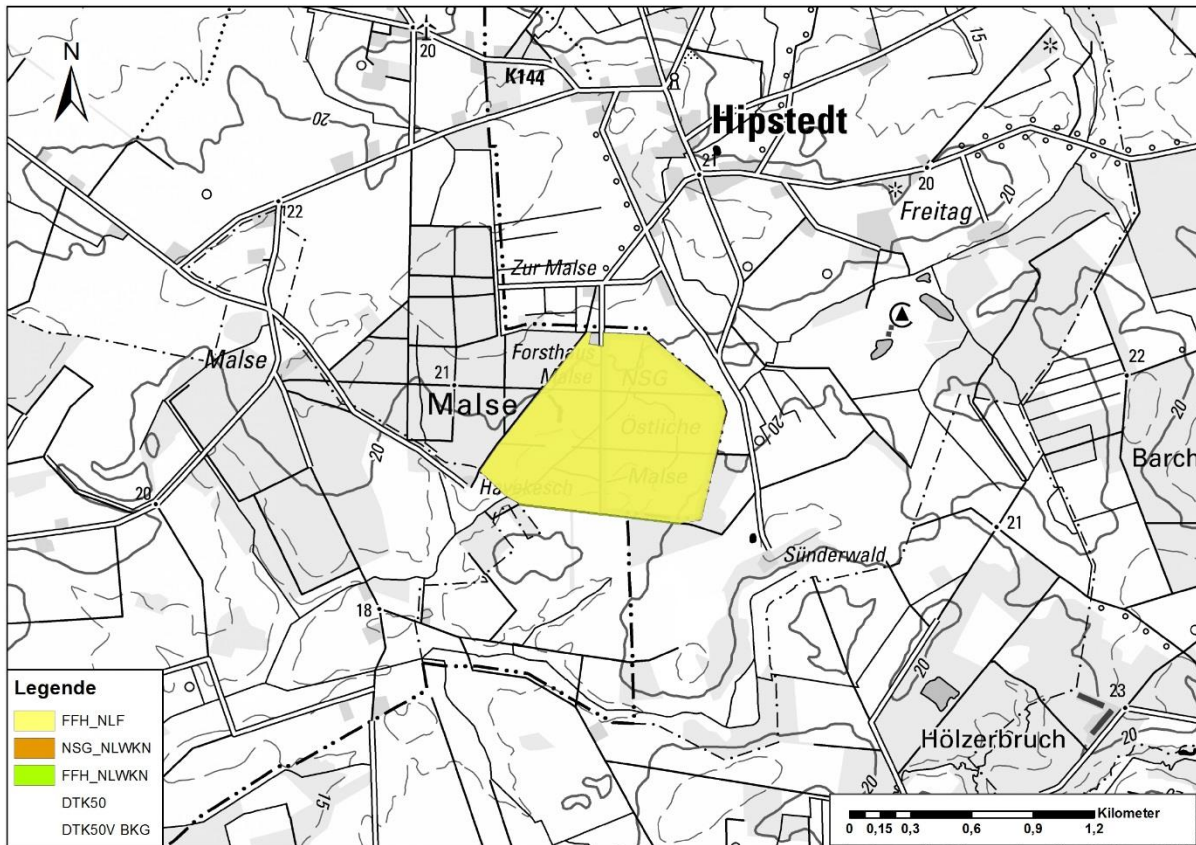 N
20
K144
15
20
Hipstedt
21
20
Freitag
20
22
Zur Malse
Malse
Forsthaus
Malse
NSG
21
Malse
Östliche
22
Malse
20
20
Barch
20
Havekesch
21
Sünderwald
18
20
23
Hölzerbruch
20
20
15
Legende
FFH_NLF
NSG_NLWKN
FFH_NLWKN
DTK50
DTK50V BKG
Kilometer
0 0,15 0,3 0,6 0,9 1,2